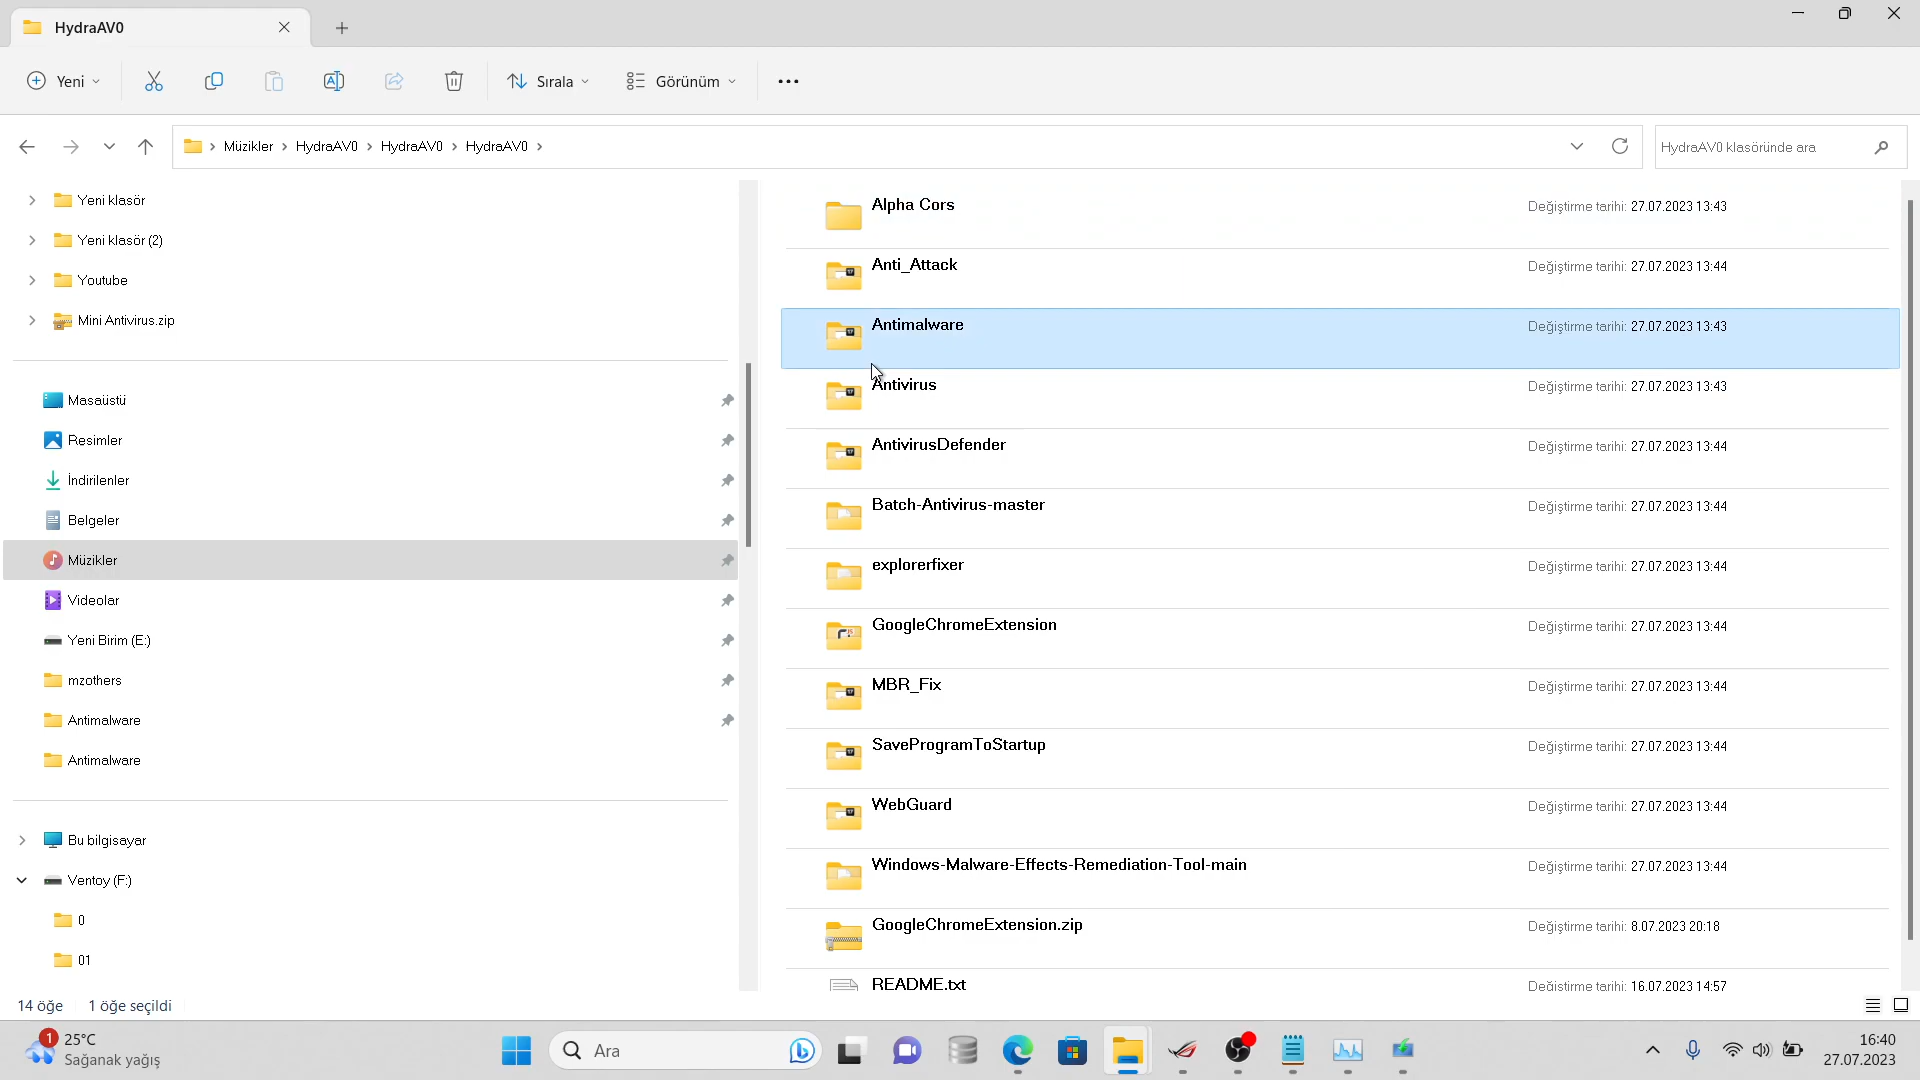 HydraAV0
Yeni
Sırala
Görünüm
Müzikler > HydraAV0 > HydraAV0 > HydraAV0 >
HydraAV0 klasöründe ara
Yeni klasör
Yeni klasör (2)
Youtube
Mini Antivirus.zip
Masaüstü
Resimler
İndirilenler
Belgeler
Müzikler
Videolar
Yeni Birim (E:)
mzothers
Antimalware
Antimalware
Bu bilgisayar
Ventoy (F:)
0
01
Alpha Cors Değiştirme tarihi: 27.07.2023 13:43
Anti_Attack Değiştirme tarihi: 27.07.2023 13:44
Antimalware Değiştirme tarihi: 27.07.2023 13:43
Antivirus Değiştirme tarihi: 27.07.2023 13:43
AntivirusDefender Değiştirme tarihi: 27.07.2023 13:44
Batch-Antivirus-master Değiştirme tarihi: 27.07.2023 13:44
explorerfixer Değiştirme tarihi: 27.07.2023 13:44
GoogleChromeExtension Değiştirme tarihi: 27.07.2023 13:44
MBR_Fix Değiştirme tarihi: 27.07.2023 13:44
SaveProgramToStartup Değiştirme tarihi: 27.07.2023 13:44
WebGuard Değiştirme tarihi: 27.07.2023 13:44
Windows-Malware-Effects-Remediation-Tool-main Değiştirme tarihi: 27.07.2023 13:44
GoogleChromeExtension.zip Değiştirme tarihi: 8.07.2023 20:18
README.txt Değiştirme tarihi: 16.07.2023 14:57
14 öğe 1 öğe seçildi
1
25°C
Sağanak yağış
Ara
16:40
27.07.2023